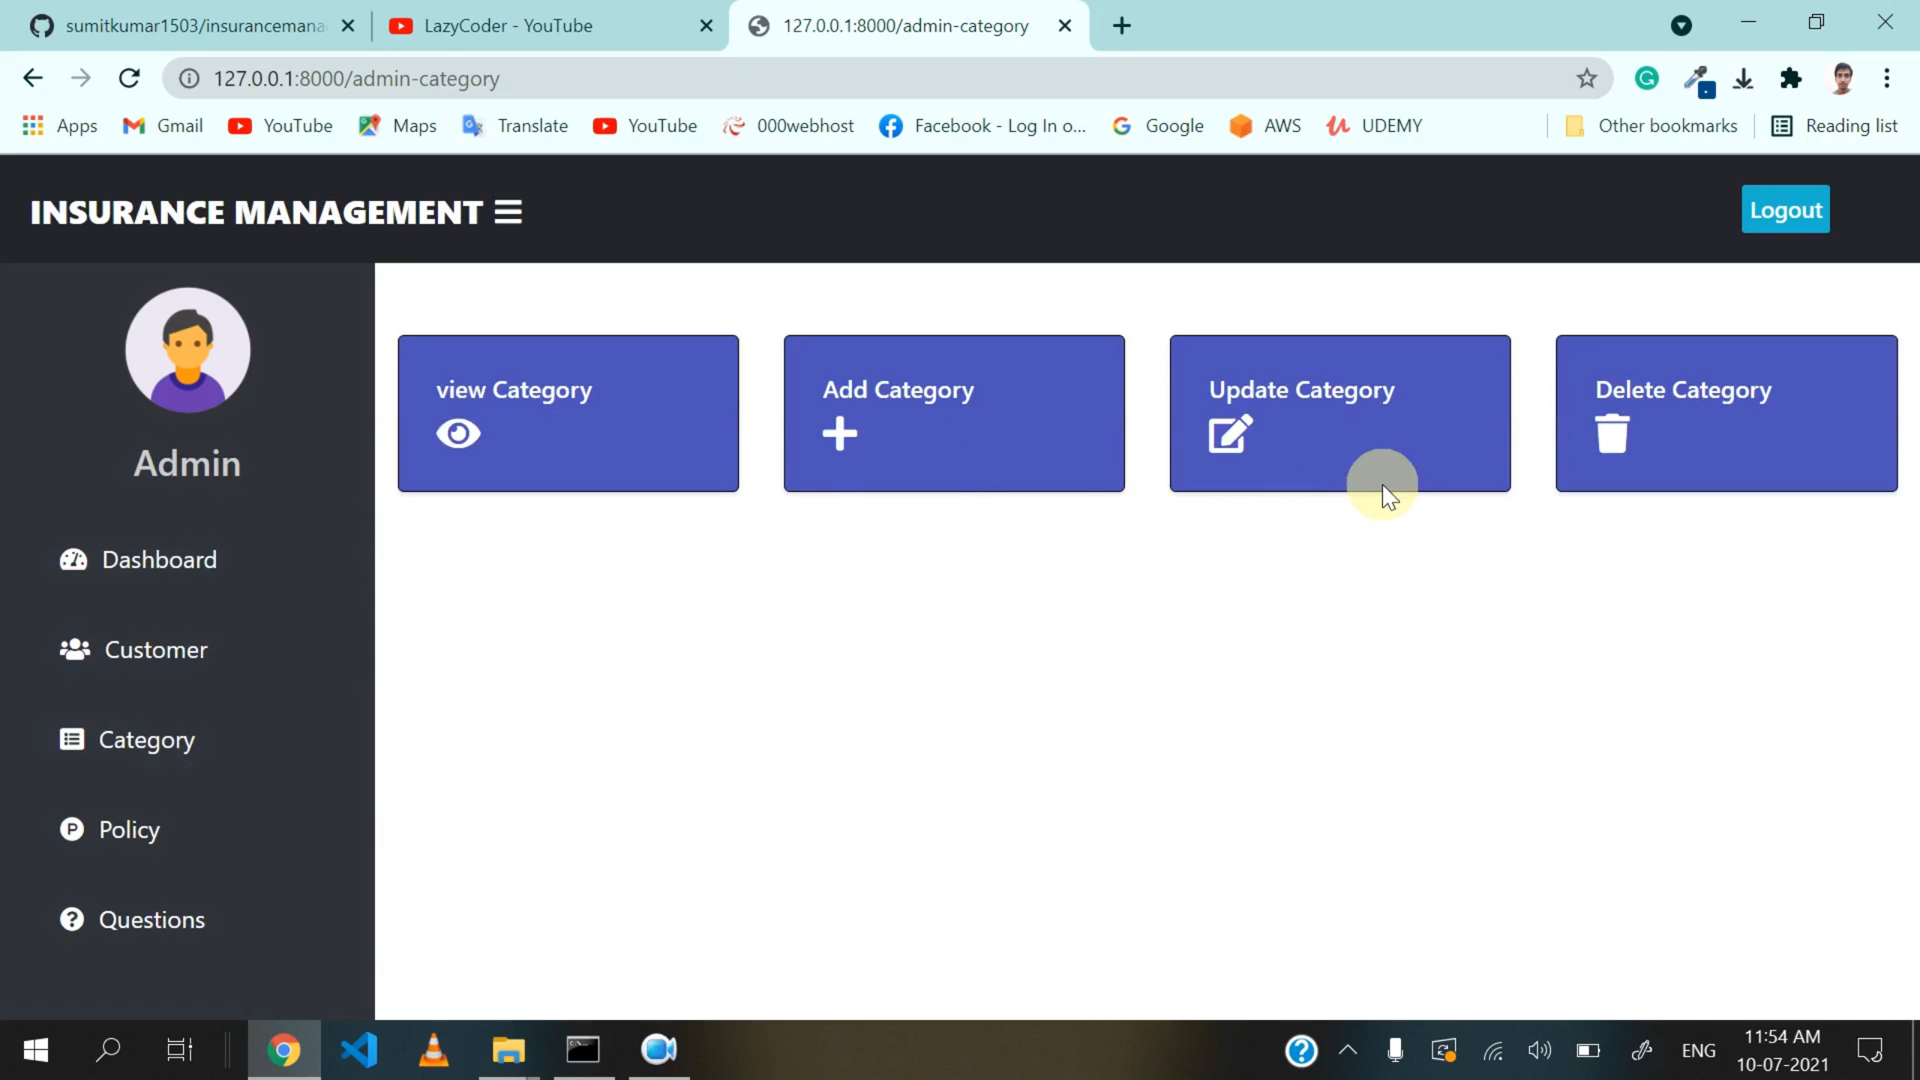 sumitkumar1503/insurancemana
LazyCoder - YouTube
127.0.0.1:8000/admin-category
127.0.0.1:8000/admin-category
Apps
Gmail
YouTube
Maps
Translate
YouTube
000webhost
Facebook - Log In o...
Google
AWS
UDEMY
Other bookmarks
Reading list
INSURANCE MANAGEMENT
Logout
Admin
Dashboard
Customer
Category
Policy
Questions
view Category
Add Category
Update Category
Delete Category
ENG
11:54 AM
10-07-2021